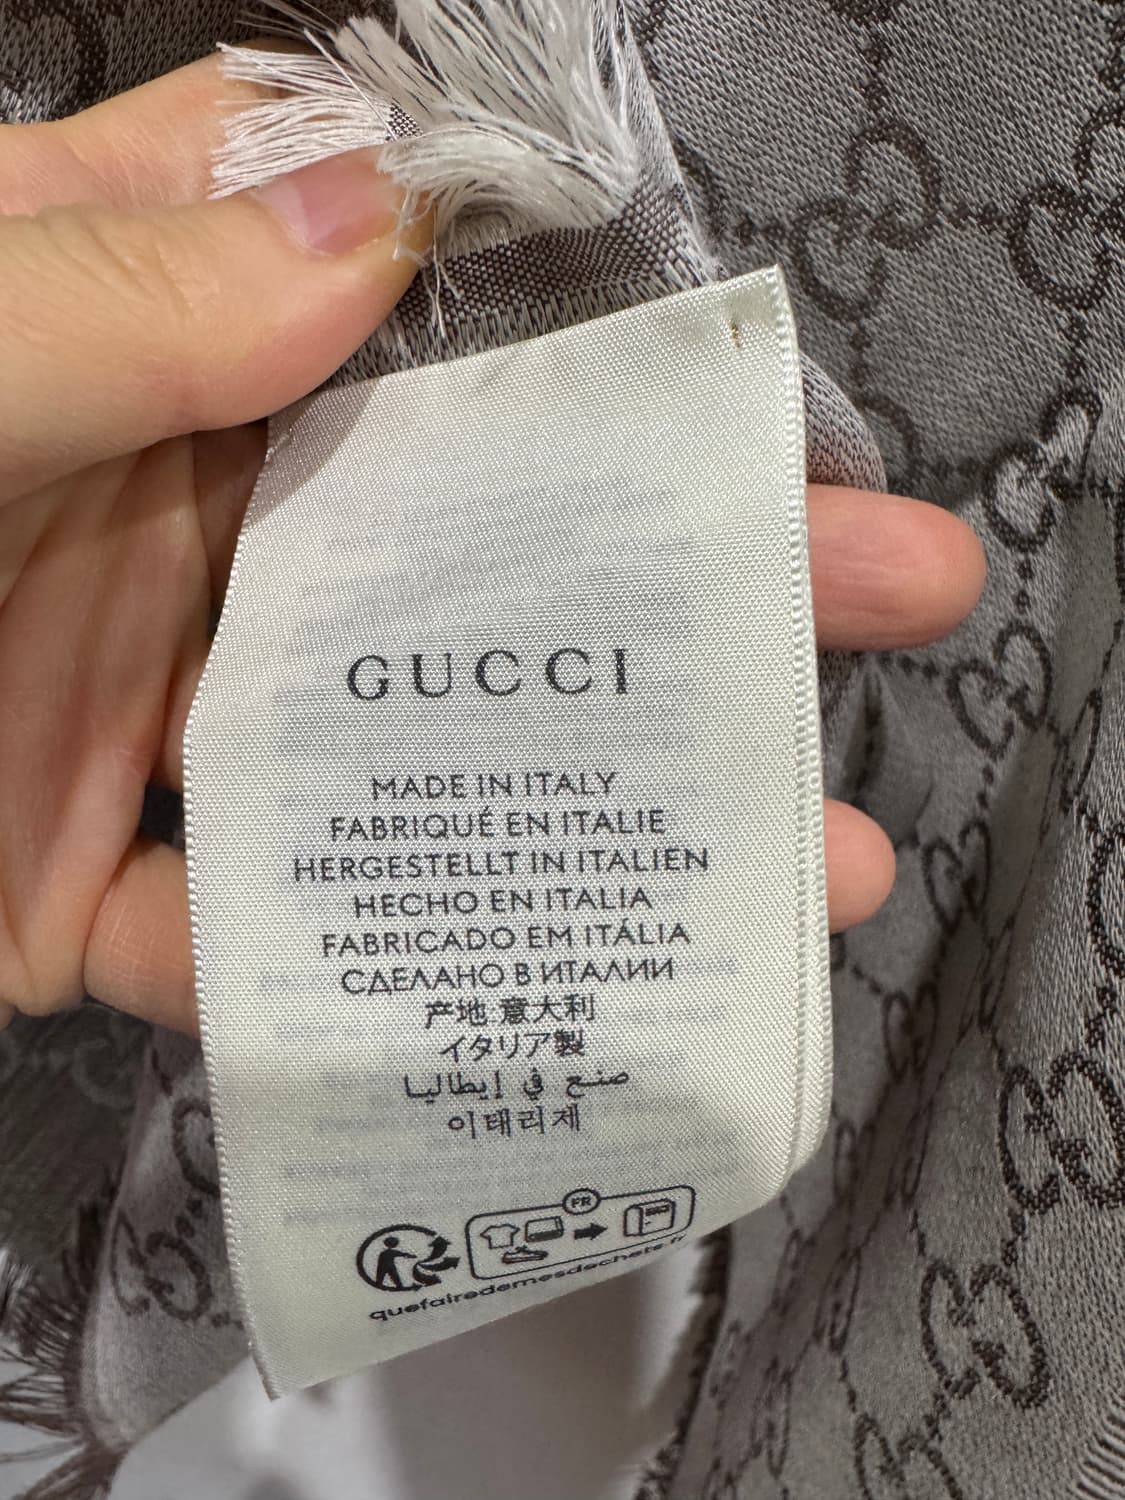 GUCCI
MADE IN ITALY
FABRIQUÉ EN ITALIE
HERGESTELLT IN ITALIEN
HECHO EN ITALIA
FABRICADO EM ITÁLIA
СДЕЛАНО В ИТАЛИИ
产地:意大利
イタリア製
صنع في إيطاليا
이태리제
FR
quefairedemesdechets.fr